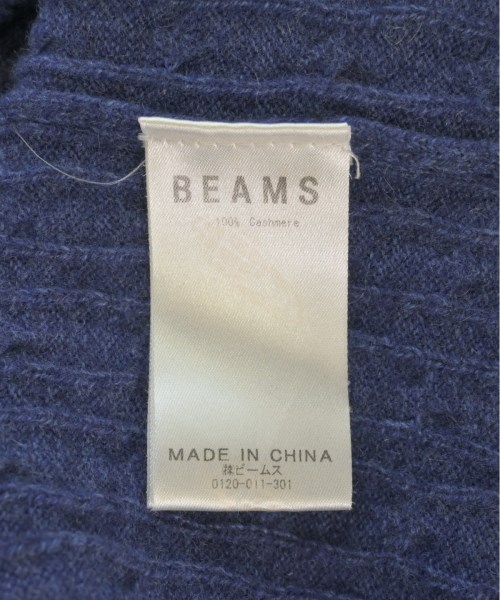 BEAMS
100% Cashmere
MADE IN CHINA
㈱ビームス
0120-011-301